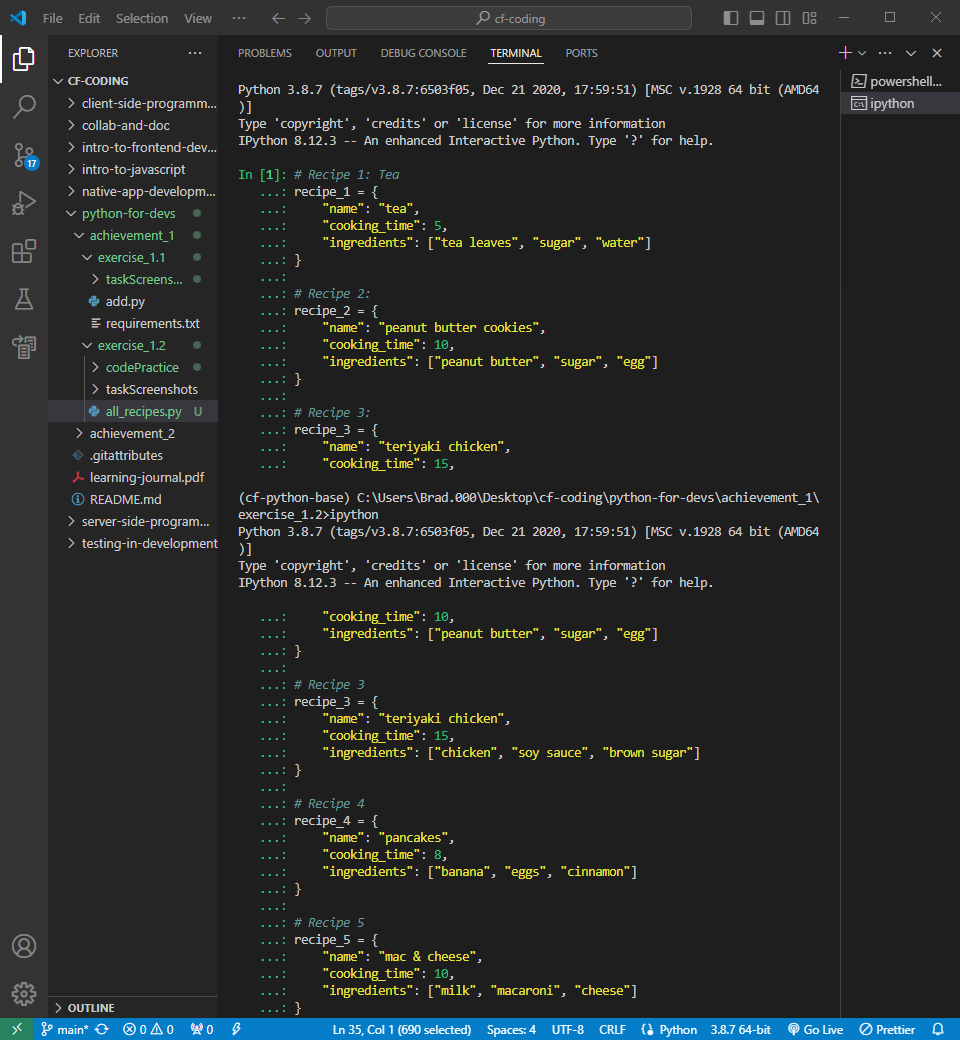 File Edit Selection View ··· cf-coding
EXPLORER ···
CF-CODING
client-side-programm...
collab-and-doc
intro-to-frontend-dev...
intro-to-javascript
native-app-developm...
python-for-devs
achievement_1
exercise_1.1
taskScreens...
add.py
requirements.txt
exercise_1.2
codePractice
taskScreenshots
all_recipes.py U
achievement_2
.gitattributes
learning-journal.pdf
README.md
server-side-program...
testing-in-development
OUTLINE
17
PROBLEMS OUTPUT DEBUG CONSOLE TERMINAL PORTS
powershell...
ipython
Python 3.8.7 (tags/v3.8.7:6503f05, Dec 21 2020, 17:59:51) [MSC v.1928 64 bit (AMD64
)]
Type 'copyright', 'credits' or 'license' for more information
IPython 8.12.3 -- An enhanced Interactive Python. Type '?' for help.
In [1]: # Recipe 1: Tea
...: recipe_1 = {
...:     "name": "tea",
...:     "cooking_time": 5,
...:     "ingredients": ["tea leaves", "sugar", "water"]
...: }
...:
...: # Recipe 2:
...: recipe_2 = {
...:     "name": "peanut butter cookies",
...:     "cooking_time": 10,
...:     "ingredients": ["peanut butter", "sugar", "egg"]
...: }
...:
...: # Recipe 3:
...: recipe_3 = {
...:     "name": "teriyaki chicken",
...:     "cooking_time": 15,
(cf-python-base) C:\Users\Brad.000\Desktop\cf-coding\python-for-devs\achievement_1\
exercise_1.2>ipython
Python 3.8.7 (tags/v3.8.7:6503f05, Dec 21 2020, 17:59:51) [MSC v.1928 64 bit (AMD64
)]
Type 'copyright', 'credits' or 'license' for more information
IPython 8.12.3 -- An enhanced Interactive Python. Type '?' for help.
...:     "cooking_time": 10,
...:     "ingredients": ["peanut butter", "sugar", "egg"]
...: }
...:
...: # Recipe 3
...: recipe_3 = {
...:     "name": "teriyaki chicken",
...:     "cooking_time": 15,
...:     "ingredients": ["chicken", "soy sauce", "brown sugar"]
...: }
...:
...: # Recipe 4
...: recipe_4 = {
...:     "name": "pancakes",
...:     "cooking_time": 8,
...:     "ingredients": ["banana", "eggs", "cinnamon"]
...: }
...:
...: # Recipe 5
...: recipe_5 = {
...:     "name": "mac & cheese",
...:     "cooking_time": 10,
...:     "ingredients": ["milk", "macaroni", "cheese"]
...: }
main* 0 0 0 Ln 35, Col 1 (690 selected) Spaces: 4 UTF-8 CRLF Python 3.8.7 64-bit Go Live Prettier